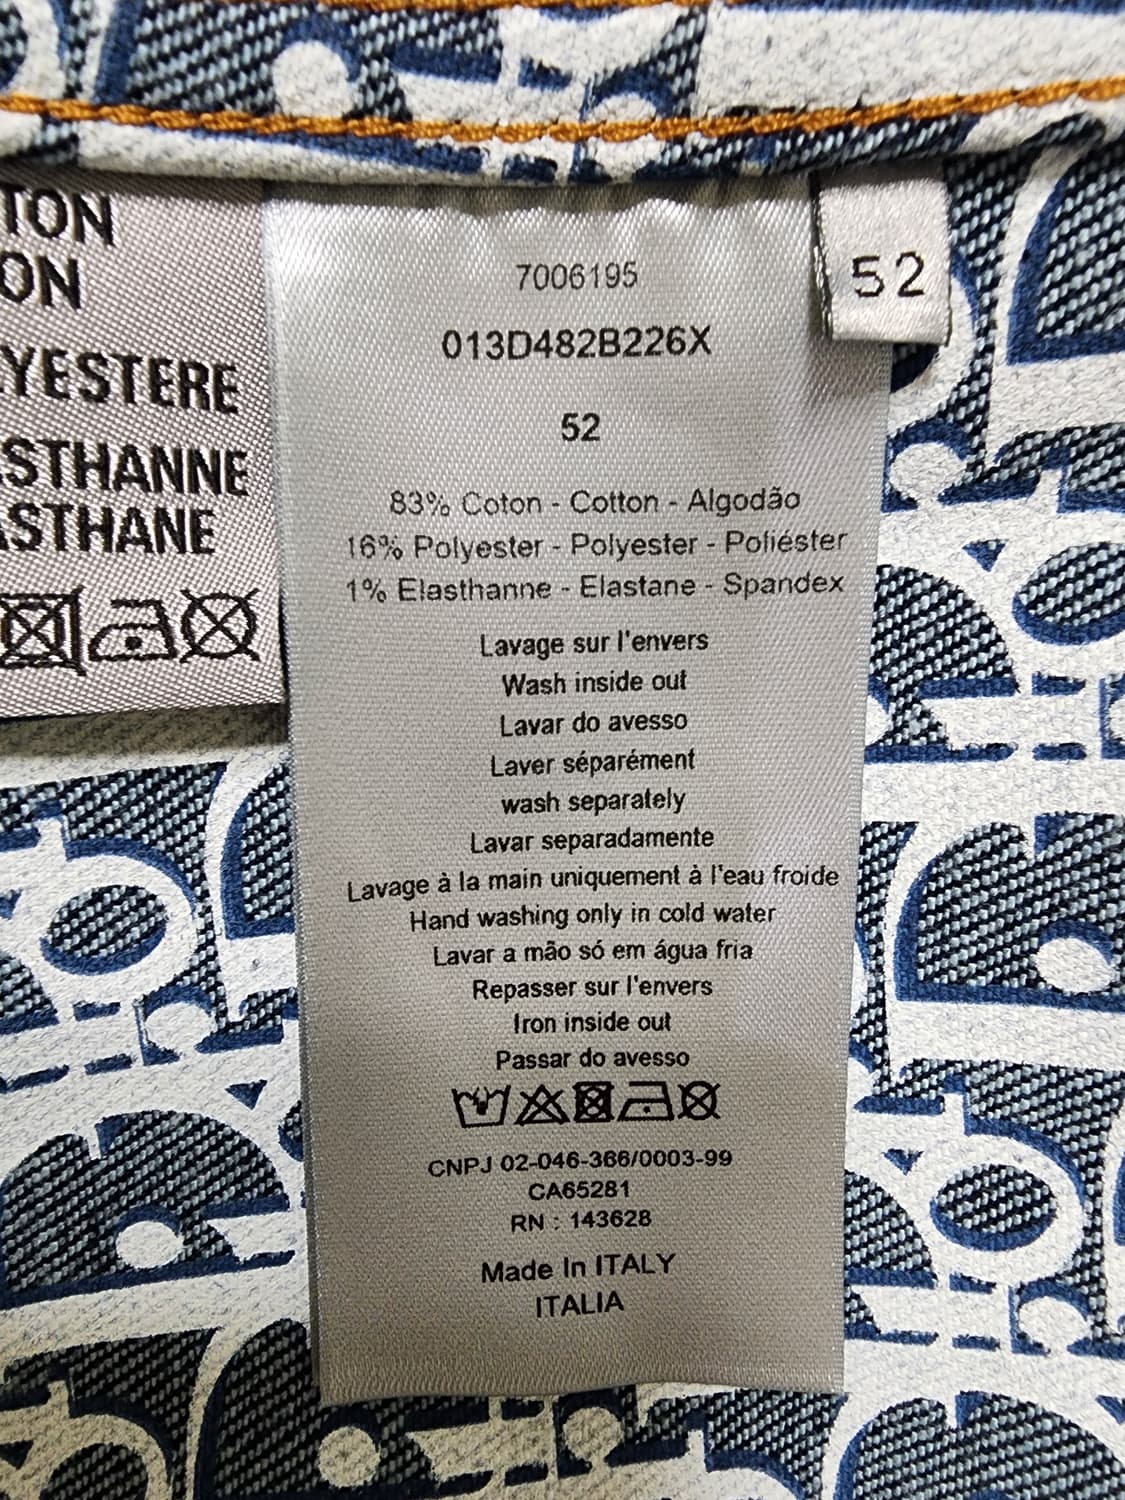 TON
ON
YESTERE
STHANNE
ASTHANE
7006195
013D482B226X
52
52
83% Coton - Cotton - Algodão
16% Polyester - Polyester - Poliéster
1% Elasthanne - Elastane - Spandex
Lavage sur l'envers
Wash inside out
Lavar do avesso
Laver séparément
wash separately
Lavar separadamente
Lavage à la main uniquement à l'eau froide
Hand washing only in cold water
Lavar a mão só em água fria
Repasser sur l'envers
Iron inside out
Passar do avesso
CNPJ 02-046-366/0003-99
CA65281
RN : 143628
Made In ITALY
ITALIA